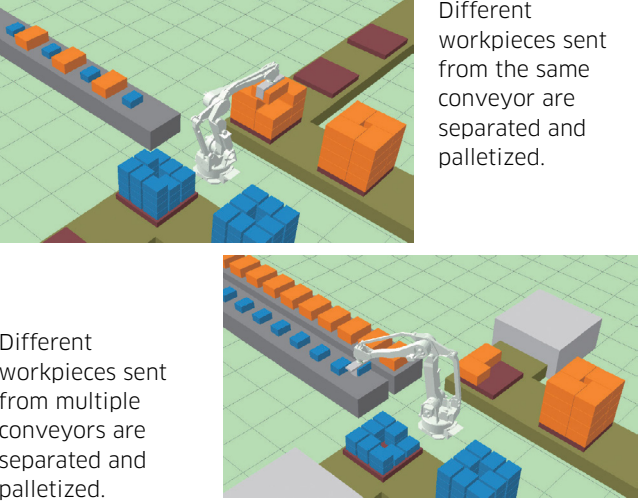 Different
workpieces sent
from the same
conveyor are
separated and
palletized.
Different
workpieces sent
from multiple
conveyors are
separated and
palletized.